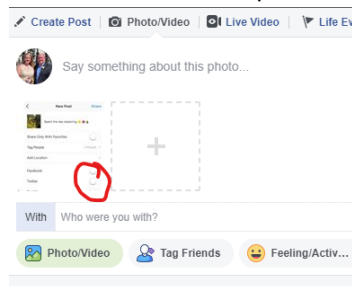 Create Post Photo/Video Live Video Life Ev
Say something about this photo...
New Post Share
Share Only With Favorites
Tag People
Add Location
Facebook
Twitter
With Who were you with?
Photo/Video Tag Friends Feeling/Activ...